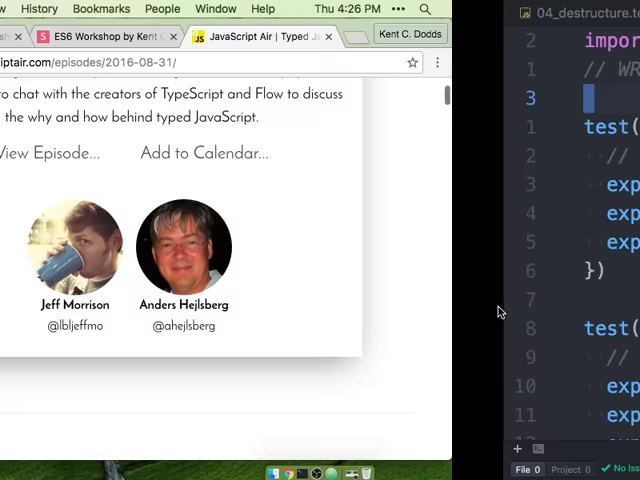 w History Bookmarks People Window Help Thu 4:26 PM
ES6 Workshop by Kent C
JavaScript Air | Typed J
Kent C. Dodds
riptair.com/episodes/2016-08-31/
o chat with the creators of TypeScript and Flow to discuss
the why and how behind typed JavaScript.
View Episode... Add to Calendar...
Jeff Morrison Anders Hejlsberg
@lbljeffmo @ahejlsberg
04_destructure.te
2 impor
1 // WR
3
1 test(
2 //
3 exp
4 exp
5 exp
6 })
7
8 test(
9 //
10 exp
11 exp
File 0 Project 0 No Iss